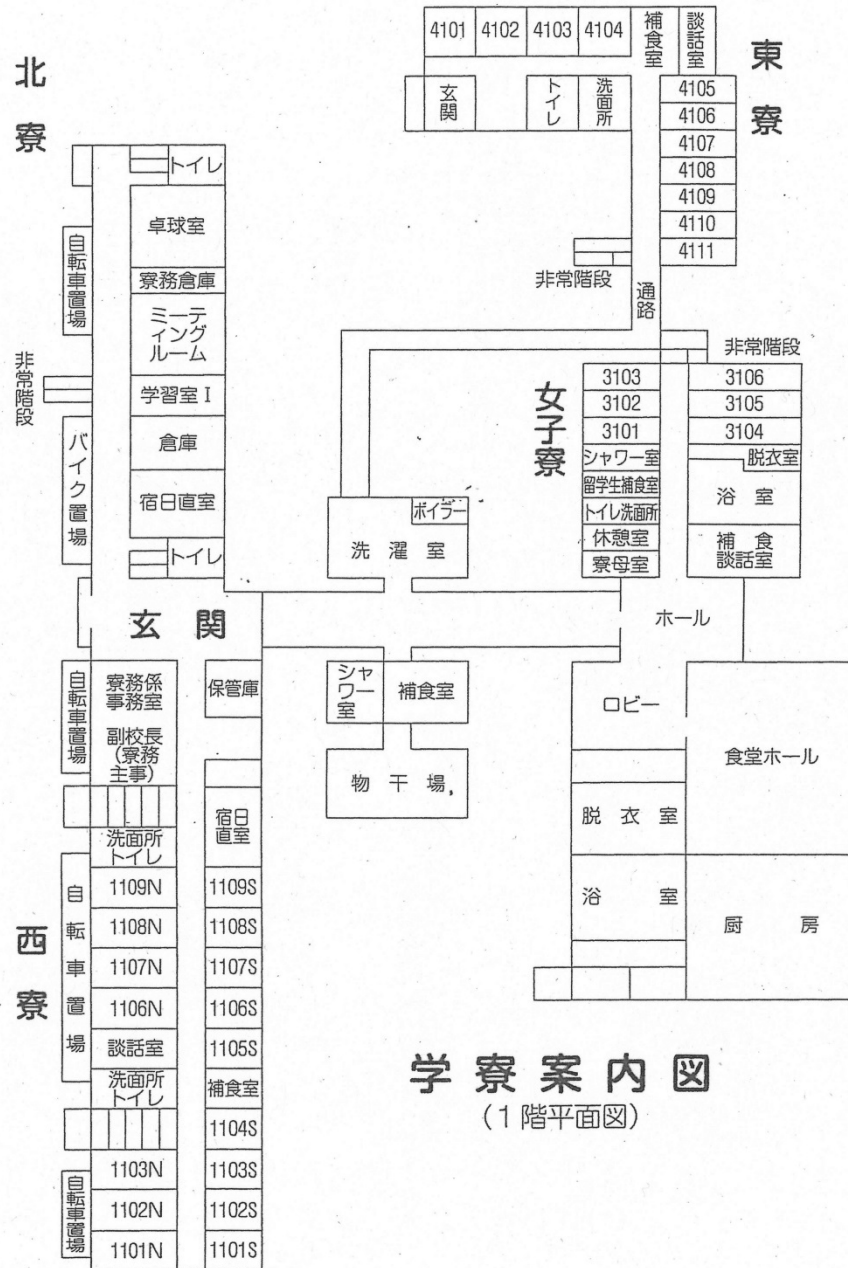 北寮
トイレ
卓球室
自転車置場
寮務倉庫
ミーテ
ィング
ルーム
非常階段
学習室Ⅰ
バイク置場
倉庫
宿日直室
トイレ
玄関
4101
4102
4103
4104
補食室
談話室
東寮
玄関
トイレ
洗面所
4105
4106
4107
4108
4109
4110
4111
非常階段
通路
非常階段
女子寮
3103
3102
3101
シャワー室
留学生補食室
トイレ洗面所
休憩室
寮母室
3106
3105
3104
脱衣室
浴室
補食
談話室
ボイラー
洗濯室
ホール
シャワー室
補食室
物干場
ロビー
食堂ホール
脱衣室
浴室
厨房
自転車置場
寮務係
事務室
副校長
(寮務
主事)
保管庫
宿日
直室
洗面所
トイレ
西寮
自転車置場
1109N
1108N
1107N
1106N
談話室
洗面所
トイレ
1109S
1108S
1107S
1106S
1105S
補食室
1104S
自転車置場
1103N
1102N
1101N
1103S
1102S
1101S
学寮案内図
(1階平面図)